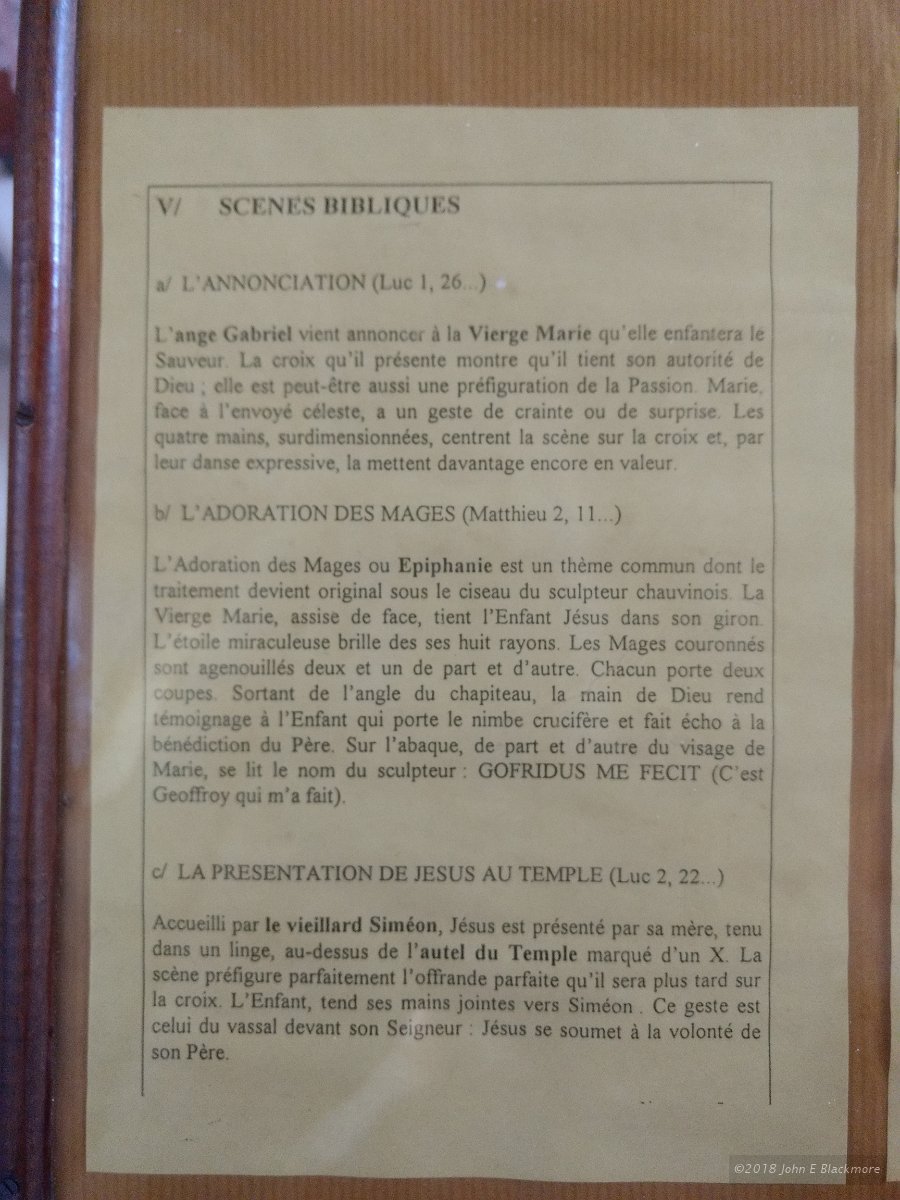 V/ SCENES BIBLIQUES
a/ L'ANNONCIATION (Luc 1, 26...)
L'ange Gabriel vient annoncer à la Vierge Marie qu'elle enfantera le
Sauveur. La croix qu'il présente montre qu'il tient son autorité de
Dieu ; elle est peut-être aussi une préfiguration de la Passion. Marie,
face à l'envoyé céleste, a un geste de crainte ou de surprise. Les
quatre mains, surdimensionnées, centrent la scène sur la croix et, par
leur danse expressive, la mettent davantage encore en valeur.
b/ L'ADORATION DES MAGES (Matthieu 2, 11...)
L'Adoration des Mages ou Epiphanie est un thème commun dont le
traitement devient original sous le ciseau du sculpteur chauvinois. La
Vierge Marie, assise de face, tient l'Enfant Jésus dans son giron.
L'étoile miraculeuse brille des ses huit rayons. Les Mages couronnés
sont agenouillés deux et un de part et d'autre. Chacun porte deux
coupes. Sortant de l'angle du chapiteau, la main de Dieu rend
témoignage à l'Enfant qui porte le nimbe crucifère et fait écho à la
bénédiction du Père. Sur l'abaque, de part et d'autre du visage de
Marie, se lit le nom du sculpteur : GOFRIDUS ME FECIT (C'est
Geoffroy qui m'a fait).
c/ LA PRESENTATION DE JESUS AU TEMPLE (Luc 2, 22...)
Accueilli par le vieillard Siméon, Jésus est présenté par sa mère, tenu
dans un linge, au-dessus de l'autel du Temple marqué d'un X. La
scène préfigure parfaitement l'offrande parfaite qu'il sera plus tard sur
la croix. L'Enfant, tend ses mains jointes vers Siméon . Ce geste est
celui du vassal devant son Seigneur : Jésus se soumet à la volonté de
son Père.
©2018 John E Blackmore